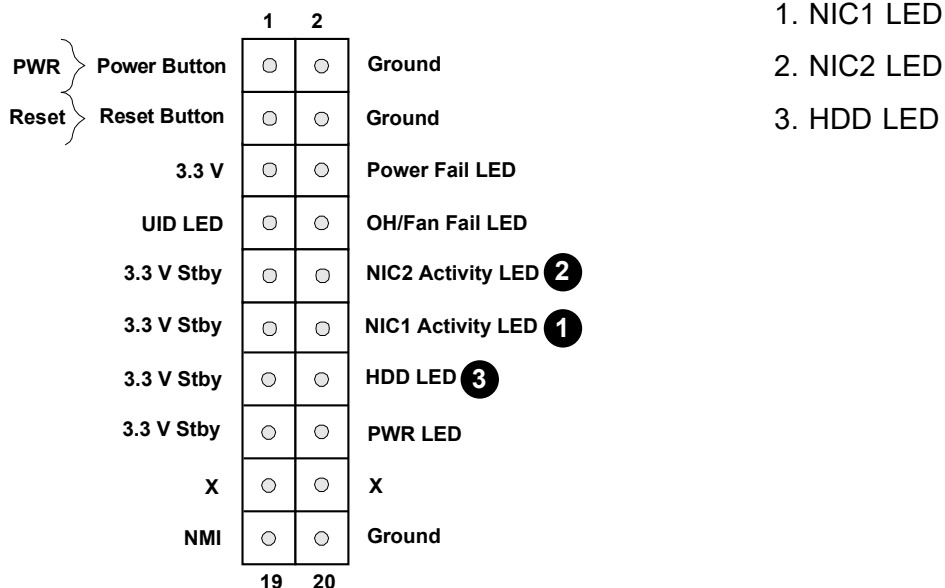 1 2
PWR Power Button Ground
Reset Reset Button Ground
3.3 V Power Fail LED
UID LED OH/Fan Fail LED
3.3 V Stby NIC2 Activity LED 2
3.3 V Stby NIC1 Activity LED 1
3.3 V Stby HDD LED 3
3.3 V Stby PWR LED
X X
NMI Ground
19 20
1. NIC1 LED
2. NIC2 LED
3. HDD LED